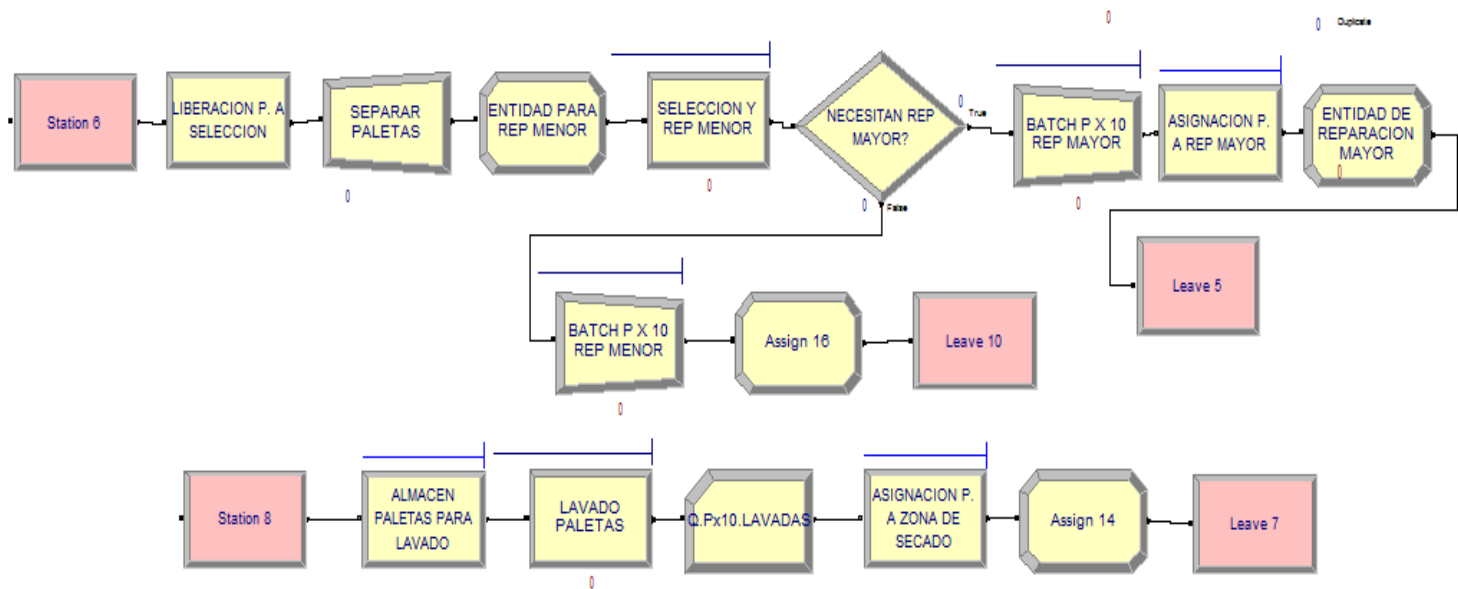 0
0 Duplicate
Station 6
LIBERACION P. A
SELECCION
SEPARAR
PALETAS
0
ENTIDAD PARA
REP MENOR
SELECCION Y
REP MENOR
0
NECESITAN REP
MAYOR?
0 True
0 False
BATCH P X 10
REP MAYOR
0
ASIGNACION P.
A REP MAYOR
ENTIDAD DE
REPARACION
MAYOR
0
Leave 5
BATCH P X 10
REP MENOR
0
Assign 16
Leave 10
Station 8
ALMACEN
PALETAS PARA
LAVADO
LAVADO
PALETAS
0
Q.Px10.LAVADAS
ASIGNACION P.
A ZONA DE
SECADO
Assign 14
Leave 7